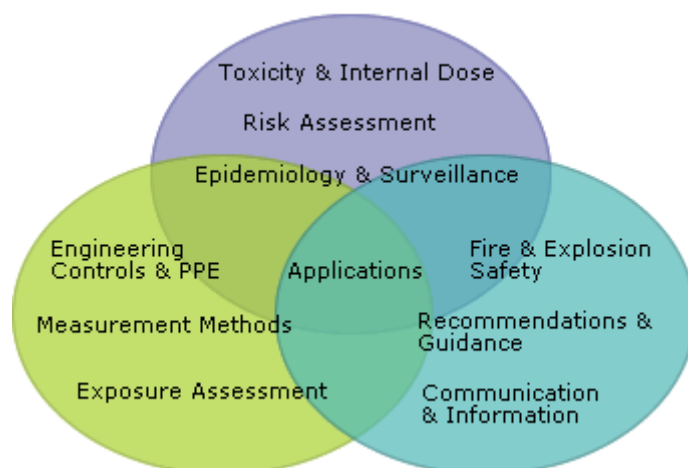 Toxicity & Internal Dose
Risk Assessment
Epidemiology & Surveillance
Engineering
Controls & PPE
Applications
Fire & Explosion
Safety
Measurement Methods
Recommendations &
Guidance
Exposure Assessment
Communication
& Information